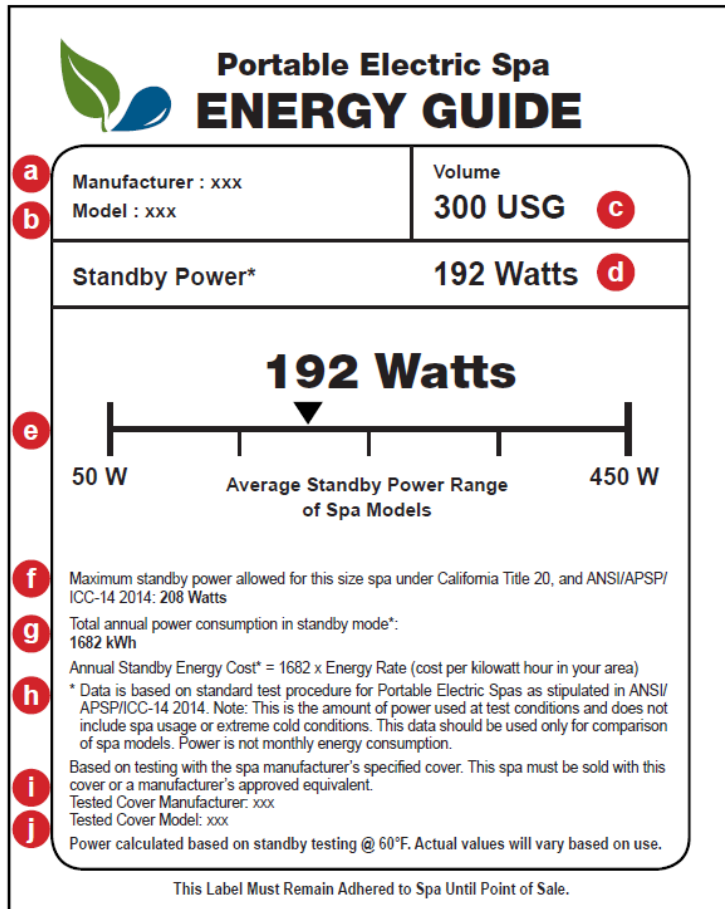 Portable Electric Spa
ENERGY GUIDE
a
Manufacturer : xxx
b
Model : xxx
Volume
300 USG
c
Standby Power*
192 Watts
d
192 Watts
e
50 W
450 W
Average Standby Power Range
of Spa Models
f
Maximum standby power allowed for this size spa under California Title 20, and ANSI/APSP/
ICC-14 2014: 208 Watts
g
Total annual power consumption in standby mode*:
1682 kWh
Annual Standby Energy Cost* = 1682 x Energy Rate (cost per kilowatt hour in your area)
h
* Data is based on standard test procedure for Portable Electric Spas as stipulated in ANSI/
APSP/ICC-14 2014. Note: This is the amount of power used at test conditions and does not
include spa usage or extreme cold conditions. This data should be used only for comparison
of spa models. Power is not monthly energy consumption.
Based on testing with the spa manufacturer's specified cover. This spa must be sold with this
cover or a manufacturer's approved equivalent.
i
Tested Cover Manufacturer: xxx
j
Tested Cover Model: xxx
Power calculated based on standby testing @ 60°F. Actual values will vary based on use.
This Label Must Remain Adhered to Spa Until Point of Sale.